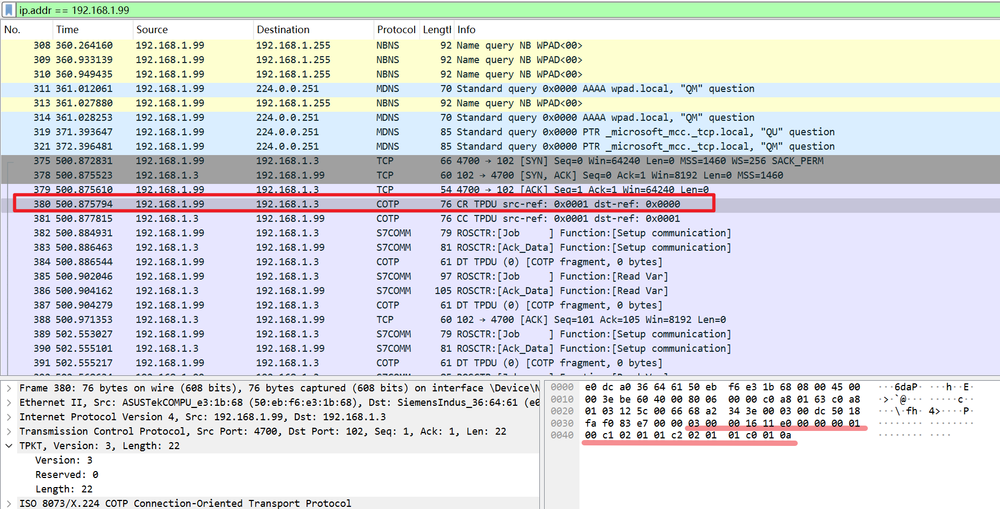 ip.addr == 192.168.1.99
No. Time Source Destination Protocol Lengtl Info
308 360.264160 192.168.1.99 192.168.1.255 NBNS 92 Name query NB WPAD<00>
309 360.933139 192.168.1.99 192.168.1.255 NBNS 92 Name query NB WPAD<00>
310 360.949435 192.168.1.99 192.168.1.255 NBNS 92 Name query NB WPAD<00>
311 361.012061 192.168.1.99 224.0.0.251 MDNS 70 Standard query 0x0000 AAAA wpad.local, "QM" question
313 361.027880 192.168.1.99 192.168.1.255 NBNS 92 Name query NB WPAD<00>
314 361.028253 192.168.1.99 224.0.0.251 MDNS 70 Standard query 0x0000 AAAA wpad.local, "QM" question
319 371.393647 192.168.1.99 224.0.0.251 MDNS 85 Standard query 0x0000 PTR _microsoft_mcc._tcp.local, "QU" question
321 372.396481 192.168.1.99 224.0.0.251 MDNS 85 Standard query 0x0000 PTR _microsoft_mcc._tcp.local, "QM" question
375 500.872831 192.168.1.99 192.168.1.3 TCP 66 4700 → 102 [SYN] Seq=0 Win=64240 Len=0 MSS=1460 WS=256 SACK_PERM
378 500.875523 192.168.1.3 192.168.1.99 TCP 60 102 → 4700 [SYN, ACK] Seq=0 Ack=1 Win=8192 Len=0 MSS=1460
379 500.875610 192.168.1.99 192.168.1.3 TCP 54 4700 → 102 [ACK] Seq=1 Ack=1 Win=64240 Len=0
380 500.875794 192.168.1.99 192.168.1.3 COTP 76 CR TPDU src-ref: 0x0001 dst-ref: 0x0000
381 500.877815 192.168.1.3 192.168.1.99 COTP 76 CC TPDU src-ref: 0x0001 dst-ref: 0x0001
382 500.884931 192.168.1.99 192.168.1.3 S7COMM 79 ROSCTR:[Job ] Function:[Setup communication]
383 500.886463 192.168.1.3 192.168.1.99 S7COMM 81 ROSCTR:[Ack_Data] Function:[Setup communication]
384 500.886544 192.168.1.99 192.168.1.3 COTP 61 DT TPDU (0) [COTP fragment, 0 bytes]
385 500.902046 192.168.1.99 192.168.1.3 S7COMM 97 ROSCTR:[Job ] Function:[Read Var]
386 500.904162 192.168.1.3 192.168.1.99 S7COMM 105 ROSCTR:[Ack_Data] Function:[Read Var]
387 500.904279 192.168.1.99 192.168.1.3 COTP 61 DT TPDU (0) [COTP fragment, 0 bytes]
388 500.971353 192.168.1.3 192.168.1.99 TCP 60 102 → 4700 [ACK] Seq=101 Ack=105 Win=8192 Len=0
389 502.553027 192.168.1.99 192.168.1.3 S7COMM 79 ROSCTR:[Job ] Function:[Setup communication]
390 502.555101 192.168.1.3 192.168.1.99 S7COMM 81 ROSCTR:[Ack_Data] Function:[Setup communication]
391 502.555217 192.168.1.99 192.168.1.3 COTP 61 DT TPDU (0) [COTP fragment, 0 bytes]
Frame 380: 76 bytes on wire (608 bits), 76 bytes captured (608 bits) on interface \Device\N
Ethernet II, Src: ASUSTekCOMPU_e3:1b:68 (50:eb:f6:e3:1b:68), Dst: SiemensIndus_36:64:61 (e0
Internet Protocol Version 4, Src: 192.168.1.99, Dst: 192.168.1.3
Transmission Control Protocol, Src Port: 4700, Dst Port: 102, Seq: 1, Ack: 1, Len: 22
TPKT, Version: 3, Length: 22
Version: 3
Reserved: 0
Length: 22
ISO 8073/X.224 COTP Connection-Oriented Transport Protocol
0000 e0 dc a0 36 64 61 50 eb f6 e3 1b 68 08 00 45 00 ···6daP· ···h··E·
0010 00 3e be 60 40 00 80 06 00 00 c0 a8 01 63 c0 a8 ·>·`@··· ·····c··
0020 01 03 12 5c 00 66 68 a2 34 3e 00 03 00 dc 50 18 ···\·fh· 4>····P·
0030 fa f0 83 e7 00 00 03 00 00 16 11 e0 00 00 00 01 ········ ········
0040 00 c1 02 01 01 c2 02 01 01 c0 01 0a ········ ····